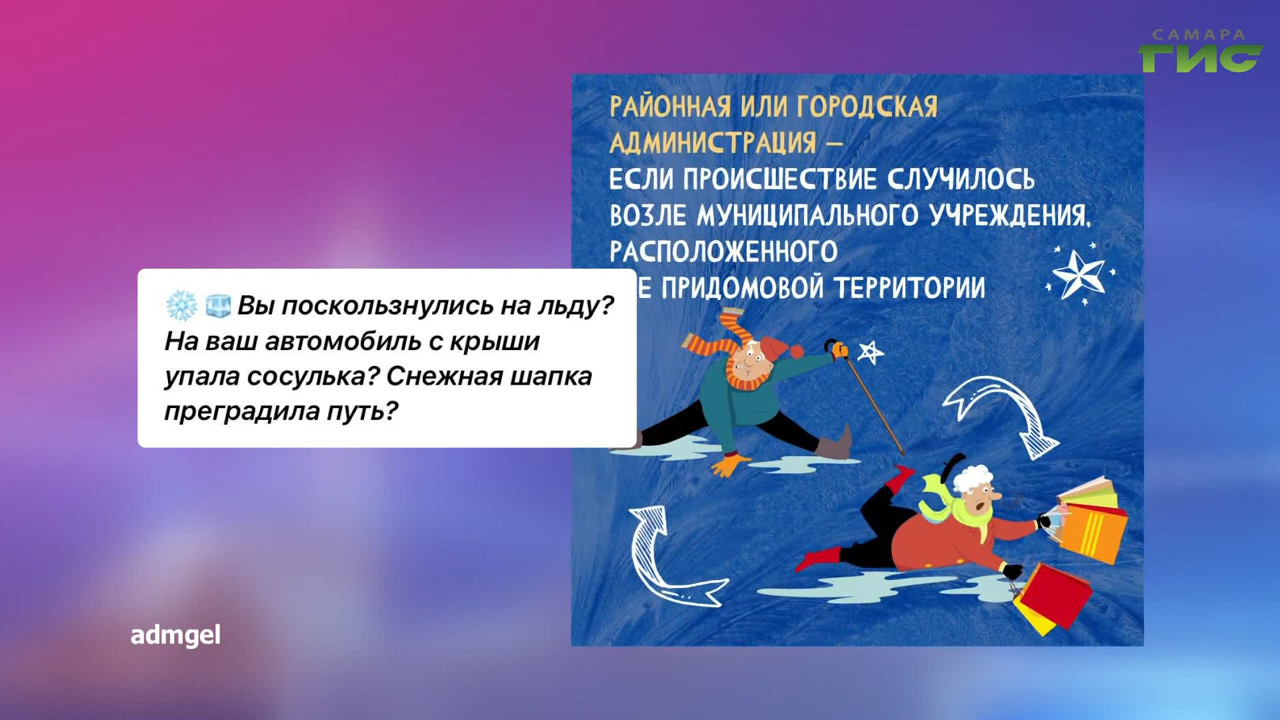 САМАРА
ГИС
РАЙОННАЯ ИЛИ ГОРОДСКАЯ
АДМИНИСТРАЦИЯ –
ЕСЛИ ПРОИСШЕСТВИЕ СЛУЧИЛОСЬ
ВОЗЛЕ МУНИЦИПАЛЬНОГО УЧРЕЖДЕНИЯ,
РАСПОЛОЖЕННОГО
Е ПРИДОМОВОЙ ТЕРРИТОРИИ
❄️ 🧊 Вы поскользнулись на льду?
На ваш автомобиль с крыши
упала сосулька? Снежная шапка
преградила путь?
admgel